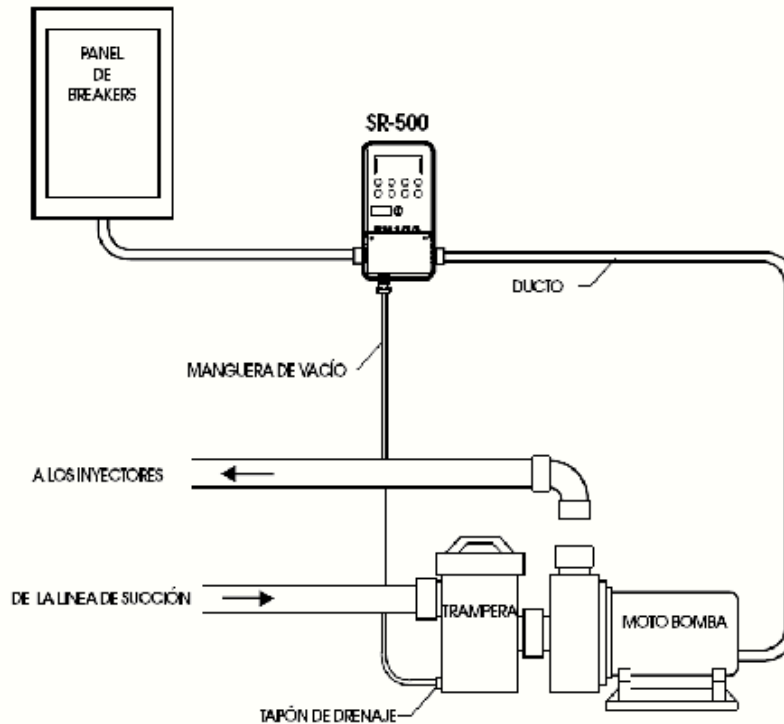 PANEL
DE
BREAKERS
SR-500
DUCTO
MANGUERA DE VACÍO
A LOS INYECTORES
DE LA LINEA DE SUCCIÓN
TRAMPERA
MOTO BOMBA
TAPÓN DE DRENAJE